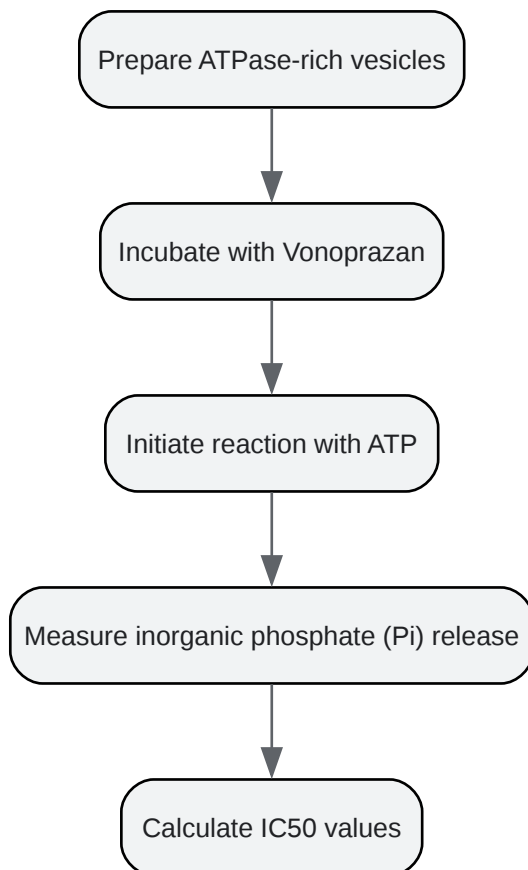 Prepare ATPase-rich vesicles
Incubate with Vonoprazan
Initiate reaction with ATP
Measure inorganic phosphate (Pi) release
Calculate IC50 values